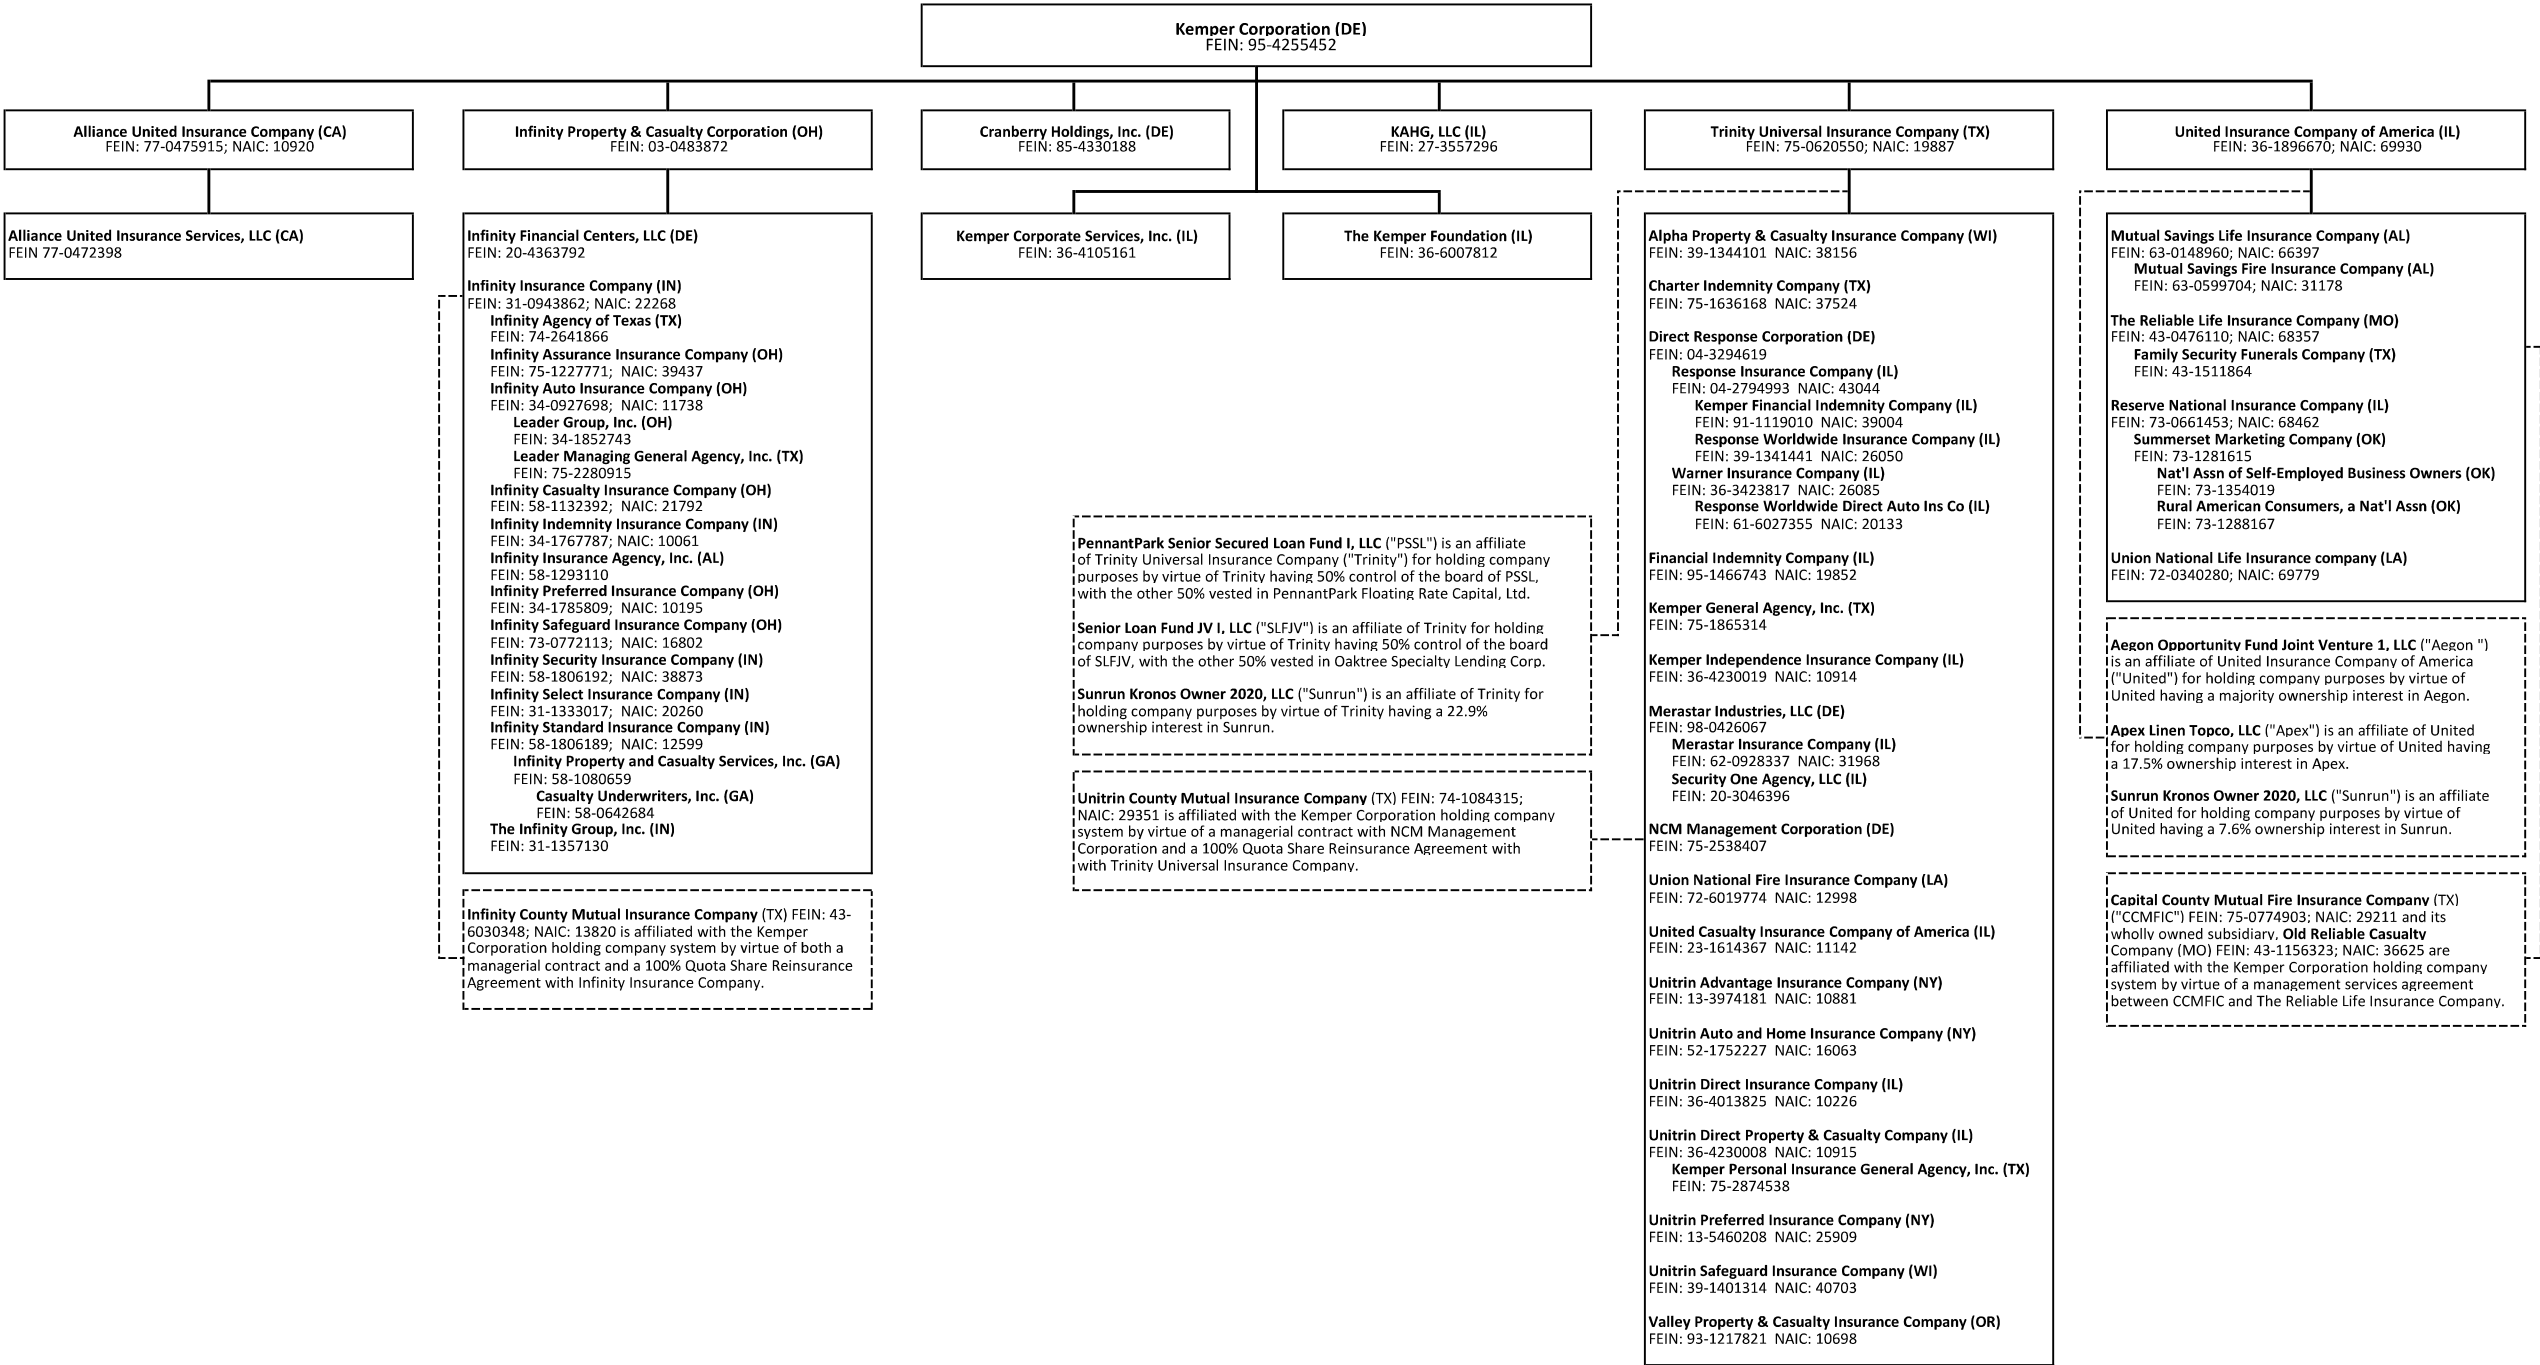 Kemper Corporation (DE)
FEIN: 95-4255452
Alliance United Insurance Company (CA)
FEIN: 77-0475915; NAIC: 10920
Infinity Property & Casualty Corporation (OH)
FEIN: 03-0483872
Cranberry Holdings, Inc. (DE)
FEIN: 85-4330188
KAHG, LLC (IL)
FEIN: 27-3557296
Trinity Universal Insurance Company (TX)
FEIN: 75-0620550; NAIC: 19887
United Insurance Company of America (IL)
FEIN: 36-1896670; NAIC: 69930
Alliance United Insurance Services, LLC (CA)
FEIN 77-0472398
Infinity Financial Centers, LLC (DE)
FEIN: 20-4363792
Infinity Insurance Company (IN)
FEIN: 31-0943862; NAIC: 22268
Infinity Agency of Texas (TX)
FEIN: 74-2641866
Infinity Assurance Insurance Company (OH)
FEIN: 75-1227771;  NAIC: 39437
Infinity Auto Insurance Company (OH)
FEIN: 34-0927698;  NAIC: 11738
Leader Group, Inc. (OH)
FEIN: 34-1852743
Leader Managing General Agency, Inc. (TX)
FEIN: 75-2280915
Infinity Casualty Insurance Company (OH)
FEIN: 58-1132392; NAIC: 21792
Infinity Indemnity Insurance Company (IN)
FEIN: 34-1767787; NAIC: 10061
Infinity Insurance Agency, Inc. (AL)
FEIN: 58-1293110
Infinity Preferred Insurance Company (OH)
FEIN: 34-1785809;  NAIC: 10195
Infinity Safeguard Insurance Company (OH)
FEIN: 73-0772113;  NAIC: 16802
Infinity Security Insurance Company (IN)
FEIN: 58-1806192; NAIC: 38873
Infinity Select Insurance Company (IN)
FEIN: 31-1333017; NAIC: 20260
Infinity Standard Insurance Company (IN)
FEIN: 58-1806189;  NAIC: 12599
Infinity Property and Casualty Services, Inc. (GA)
FEIN: 58-1080659
Casualty Underwriters, Inc. (GA)
FEIN: 58-0642684
The Infinity Group, Inc. (IN)
FEIN: 31-1357130
Infinity County Mutual Insurance Company (TX) FEIN: 43-
6030348; NAIC: 13820 is affiliated with the Kemper
Corporation holding company system by virtue of both a
managerial contract and a 100% Quota Share Reinsurance
Agreement with Infinity Insurance Company.
Kemper Corporate Services, Inc. (IL)
FEIN: 36-4105161
The Kemper Foundation (IL)
FEIN: 36-6007812
PennantPark Senior Secured Loan Fund I, LLC ("PSSL") is an affiliate
of Trinity Universal Insurance Company ("Trinity") for holding company
purposes by virtue of Trinity having 50% control of the board of PSSL,
with the other 50% vested in PennantPark Floating Rate Capital, Ltd.
Senior Loan Fund JV I, LLC ("SLFJV") is an affiliate of Trinity for holding
company purposes by virtue of Trinity having 50% control of the board
of SLFJV, with the other 50% vested in Oaktree Specialty Lending Corp.
Sunrun Kronos Owner 2020, LLC ("Sunrun") is an affiliate of Trinity for
holding company purposes by virtue of Trinity having a 22.9%
ownership interest in Sunrun.
Unitrin County Mutual Insurance Company (TX) FEIN: 74-1084315;
NAIC: 29351 is affiliated with the Kemper Corporation holding company
system by virtue of a managerial contract with NCM Management
Corporation and a 100% Quota Share Reinsurance Agreement with
with Trinity Universal Insurance Company.
Alpha Property & Casualty Insurance Company (WI)
FEIN: 39-1344101  NAIC: 38156
Charter Indemnity Company (TX)
FEIN: 75-1636168  NAIC: 37524
Direct Response Corporation (DE)
FEIN: 04-3294619
Response Insurance Company (IL)
FEIN: 04-2794993  NAIC: 43044
Kemper Financial Indemnity Company (IL)
FEIN: 91-1119010  NAIC: 39004
Response Worldwide Insurance Company (IL)
FEIN: 39-1341441  NAIC: 26050
Warner Insurance Company (IL)
FEIN: 36-3423817  NAIC: 26085
Response Worldwide Direct Auto Ins Co (IL)
FEIN: 61-6027355  NAIC: 20133
Financial Indemnity Company (IL)
FEIN: 95-1466743  NAIC: 19852
Kemper General Agency, Inc. (TX)
FEIN: 75-1865314
Kemper Independence Insurance Company (IL)
FEIN: 36-4230019  NAIC: 10914
Merastar Industries, LLC (DE)
FEIN: 98-0426067
Merastar Insurance Company (IL)
FEIN: 62-0928337  NAIC: 31968
Security One Agency, LLC (IL)
FEIN: 20-3046396
NCM Management Corporation (DE)
FEIN: 75-2538407
Union National Fire Insurance Company (LA)
FEIN: 72-6019774  NAIC: 12998
United Casualty Insurance Company of America (IL)
FEIN: 23-1614367  NAIC: 11142
Unitrin Advantage Insurance Company (NY)
FEIN: 13-3974181  NAIC: 10881
Unitrin Auto and Home Insurance Company (NY)
FEIN: 52-1752227  NAIC: 16063
Unitrin Direct Insurance Company (IL)
FEIN: 36-4013825  NAIC: 10226
Unitrin Direct Property & Casualty Company (IL)
FEIN: 36-4230008  NAIC: 10915
Kemper Personal Insurance General Agency, Inc. (TX)
FEIN: 75-2874538
Unitrin Preferred Insurance Company (NY)
FEIN: 13-5460208  NAIC: 25909
Unitrin Safeguard Insurance Company (WI)
FEIN: 39-1401314  NAIC: 40703
Valley Property & Casualty Insurance Company (OR)
FEIN: 93-1217821  NAIC: 10698
Mutual Savings Life Insurance Company (AL)
FEIN: 63-0148960; NAIC: 66397
Mutual Savings Fire Insurance Company (AL)
FEIN: 63-0599704; NAIC: 31178
The Reliable Life Insurance Company (MO)
FEIN: 43-0476110; NAIC: 68357
Family Security Funerals Company (TX)
FEIN: 43-1511864
Reserve National Insurance Company (IL)
FEIN: 73-0661453; NAIC: 68462
Summerset Marketing Company (OK)
FEIN: 73-1281615
Nat'l Assn of Self-Employed Business Owners (OK)
FEIN: 73-1354019
Rural American Consumers, a Nat'l Assn (OK)
FEIN: 73-1288167
Union National Life Insurance company (LA)
FEIN: 72-0340280; NAIC: 69779
Aegon Opportunity Fund Joint Venture 1, LLC ("Aegon ")
is an affiliate of United Insurance Company of America
("United") for holding company purposes by virtue of
United having a majority ownership interest in Aegon.
Apex Linen Topco, LLC ("Apex") is an affiliate of United
for holding company purposes by virtue of United having
a 17.5% ownership interest in Apex.
Sunrun Kronos Owner 2020, LLC ("Sunrun") is an affiliate
of United for holding company purposes by virtue of
United having a 7.6% ownership interest in Sunrun.
Capital County Mutual Fire Insurance Company (TX)
("CCMFIC") FEIN: 75-0774903; NAIC: 29211 and its
wholly owned subsidiary, Old Reliable Casualty
Company (MO) FEIN: 43-1156323; NAIC: 36625 are
affiliated with the Kemper Corporation holding company
system by virtue of a management services agreement
between CCMFIC and The Reliable Life Insurance Company.